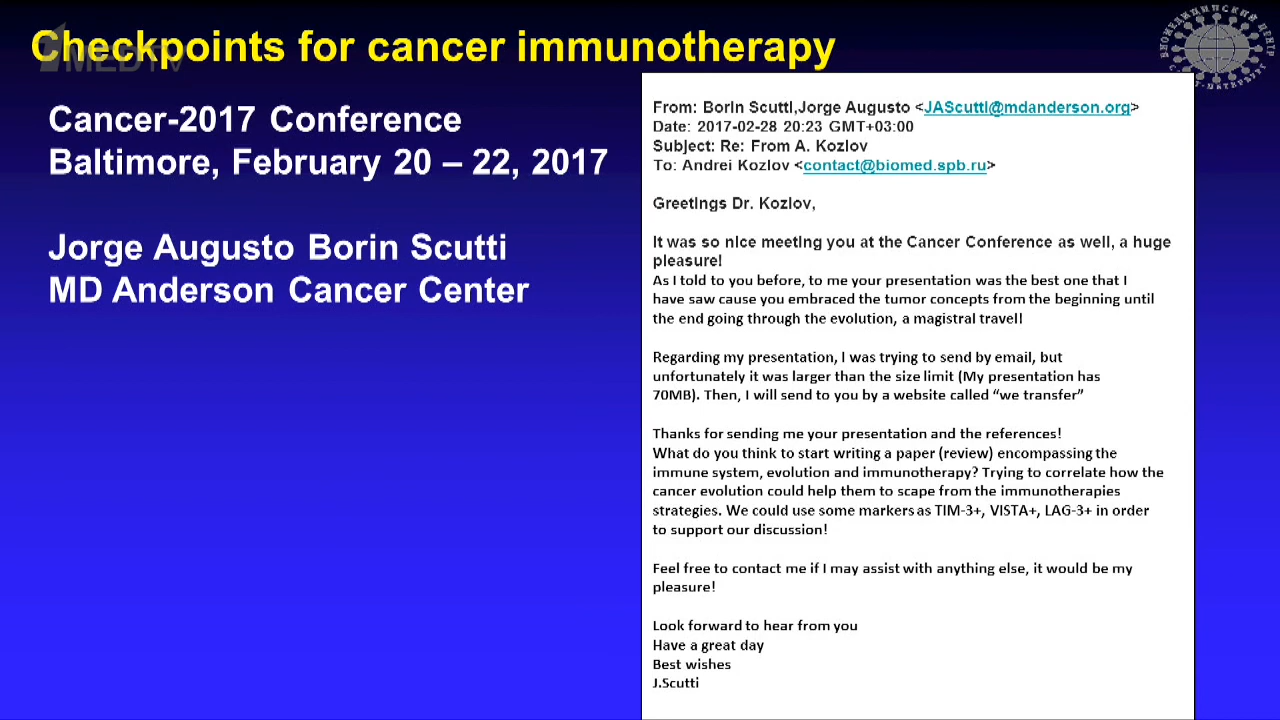 Checkpoints for cancer immunotherapy
1MEDTV
БИОМЕДИЦИНСКИЙ ЦЕНТР
САНКТ-ПЕТЕРБУРГ
Cancer-2017 Conference
Baltimore, February 20 – 22, 2017
Jorge Augusto Borin Scutti
MD Anderson Cancer Center
From: Borin Scutti,Jorge Augusto <JAScutti@mdanderson.org>
Date: 2017-02-28 20:23 GMT+03:00
Subject: Re: From A. Kozlov
To: Andrei Kozlov <contact@biomed.spb.ru>
Greetings Dr. Kozlov,
It was so nice meeting you at the Cancer Conference as well, a huge
pleasure!
As I told to you before, to me your presentation was the best one that I
have saw cause you embraced the tumor concepts from the beginning until
the end going through the evolution, a magistral travel!
Regarding my presentation, I was trying to send by email, but
unfortunately it was larger than the size limit (My presentation has
70MB). Then, I will send to you by a website called “we transfer”
Thanks for sending me your presentation and the references!
What do you think to start writing a paper (review) encompassing the
immune system, evolution and immunotherapy? Trying to correlate how the
cancer evolution could help them to scape from the immunotherapies
strategies. We could use some markers as TIM-3+, VISTA+, LAG-3+ in order
to support our discussion!
Feel free to contact me if I may assist with anything else, it would be my
pleasure!
Look forward to hear from you
Have a great day
Best wishes
J.Scutti